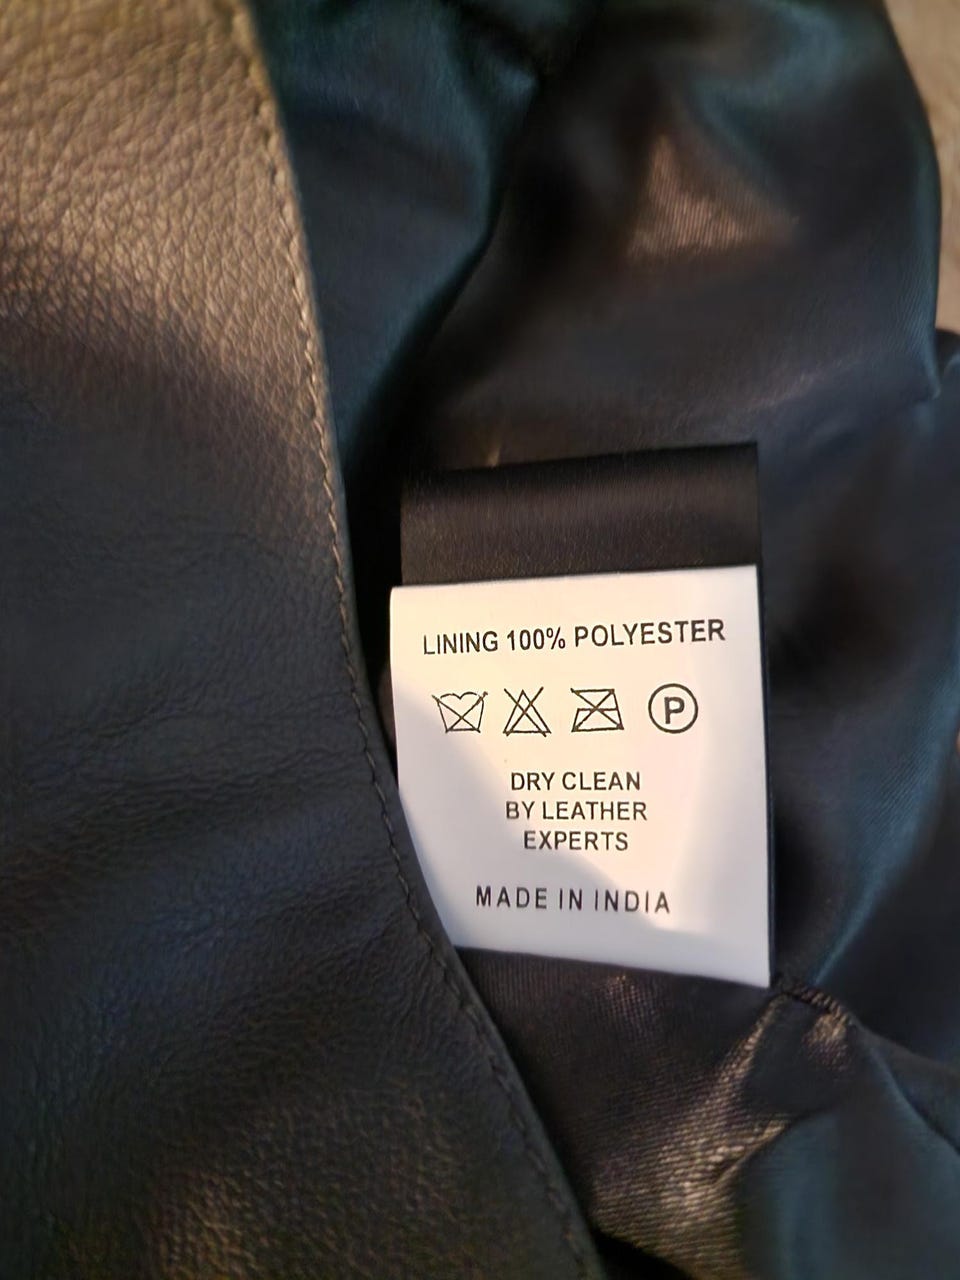 LINING 100% POLYESTER
P
DRY CLEAN
BY LEATHER
EXPERTS
MADE IN INDIA